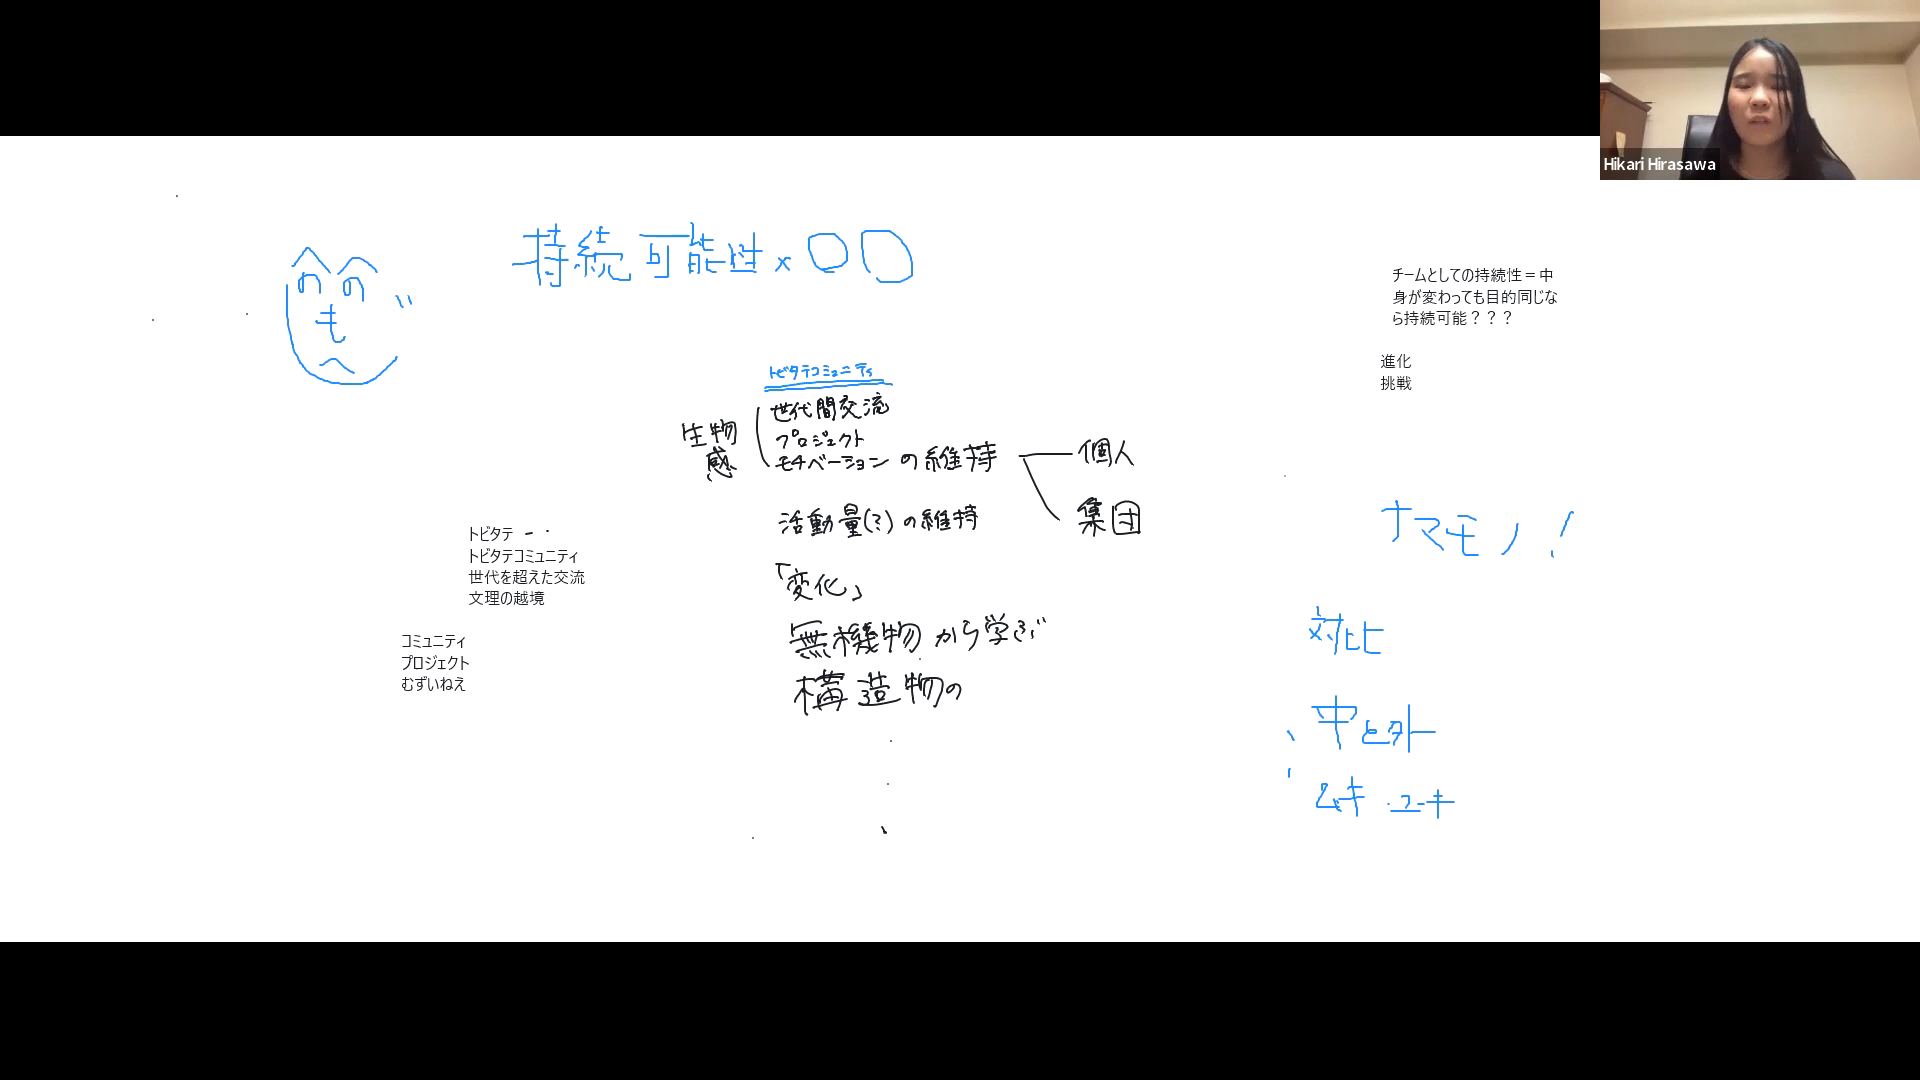 Hikari Hirasawa
持続可能性×〇〇
へ へ
の の
も
へ
チームとしての持続性＝中
身が変わっても目的同じな
ら持続可能？？？
進化
挑戦
トビタテコミュニティ
世代間交流
プロジェクト
モチベーションの維持
生物
感
個人
集団
活動量(?)の維持
「変化」
無機物から学ぶ
構造物の
トビタテ
トビタテコミュニティ
世代を超えた交流
文理の越境
コミュニティ
プロジェクト
むずいねえ
ナマモノ！
対比
中と外
ムキ ユーキ